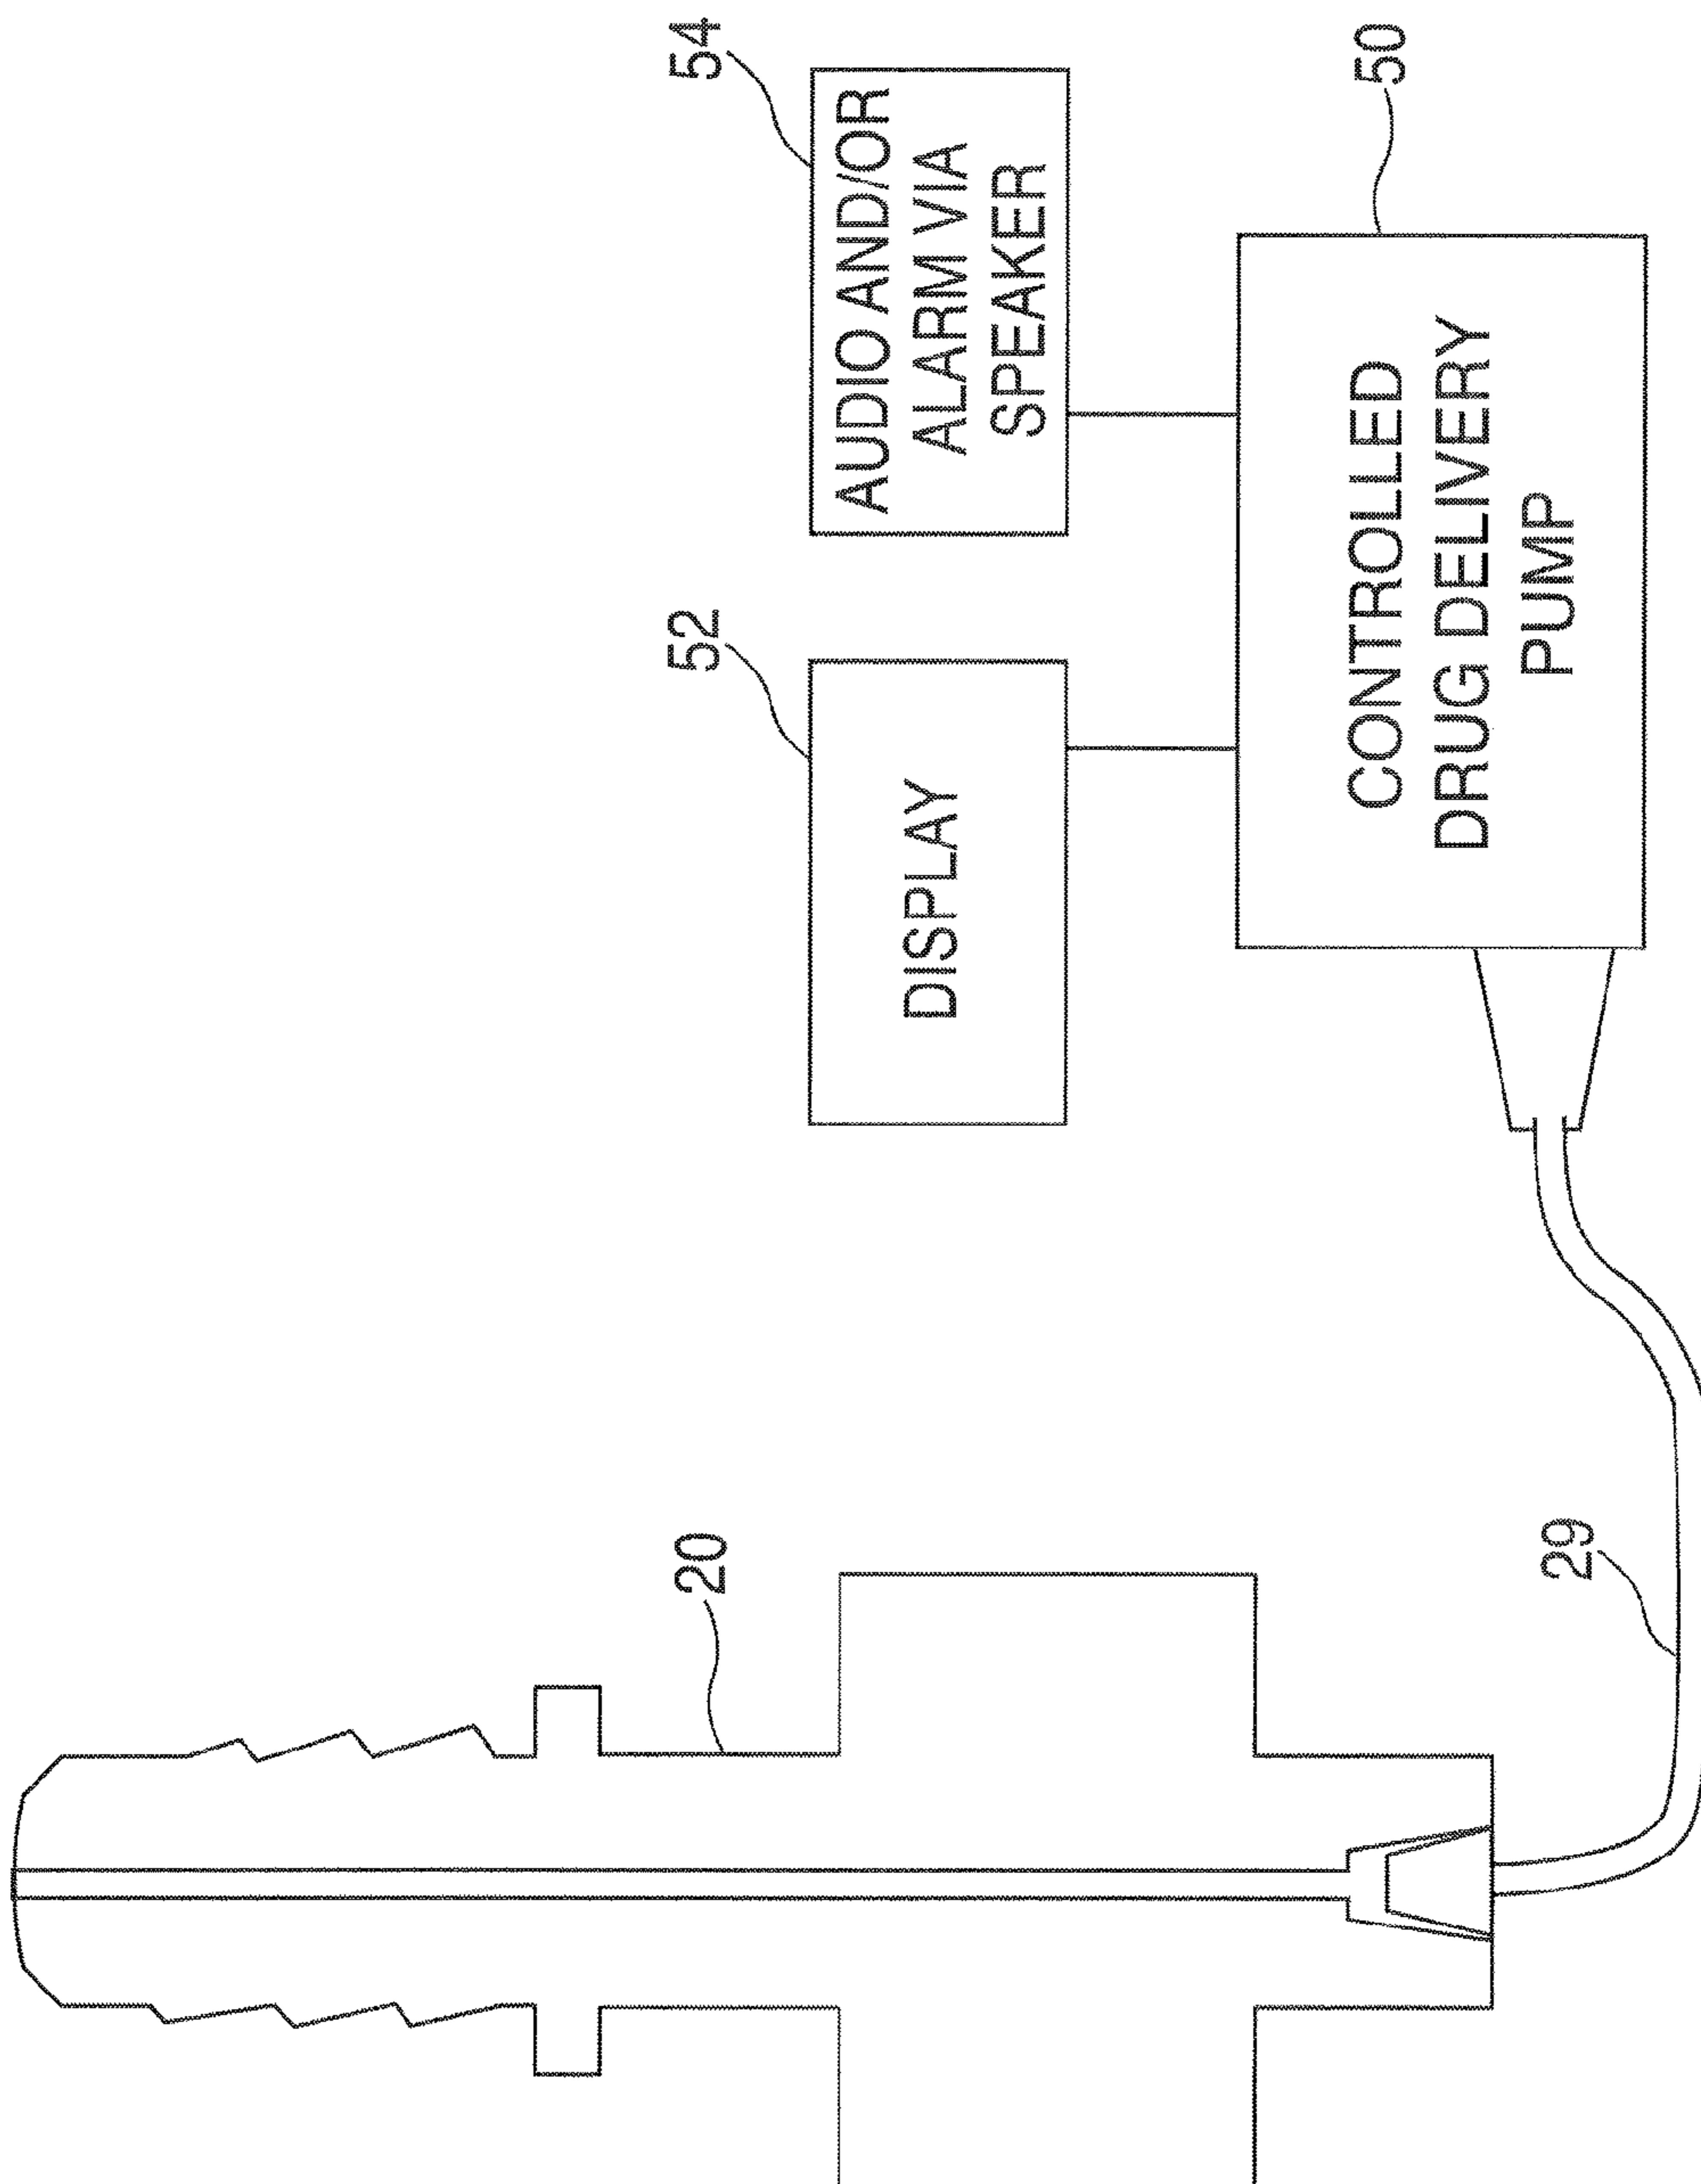 54
AUDIO AND/OR
ALARM VIA
SPEAKER
52
DISPLAY
50
CONTROLLED
DRUG DELIVERY
PUMP
20
29